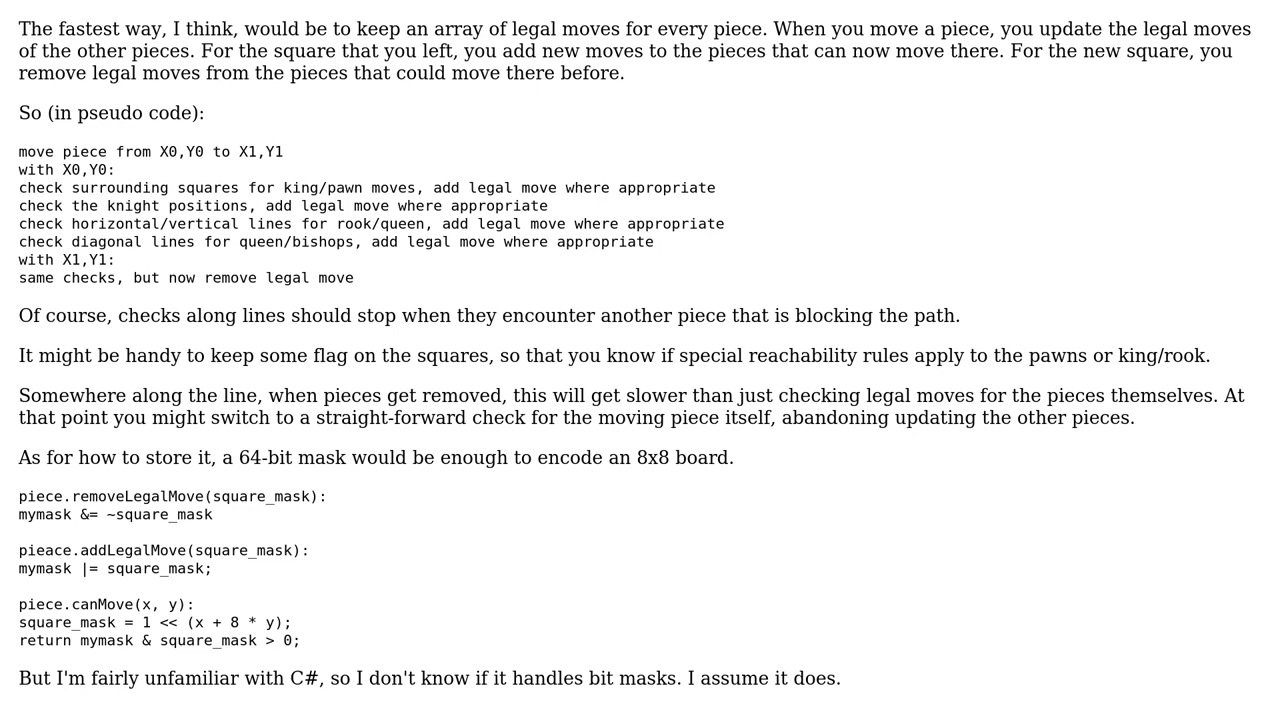 The fastest way, I think, would be to keep an array of legal moves for every piece. When you move a piece, you update the legal moves
of the other pieces. For the square that you left, you add new moves to the pieces that can now move there. For the new square, you
remove legal moves from the pieces that could move there before.
So (in pseudo code):
move piece from X0,Y0 to X1,Y1
with X0,Y0:
check surrounding squares for king/pawn moves, add legal move where appropriate
check the knight positions, add legal move where appropriate
check horizontal/vertical lines for rook/queen, add legal move where appropriate
check diagonal lines for queen/bishops, add legal move where appropriate
with X1,Y1:
same checks, but now remove legal move
Of course, checks along lines should stop when they encounter another piece that is blocking the path.
It might be handy to keep some flag on the squares, so that you know if special reachability rules apply to the pawns or king/rook.
Somewhere along the line, when pieces get removed, this will get slower than just checking legal moves for the pieces themselves. At
that point you might switch to a straight-forward check for the moving piece itself, abandoning updating the other pieces.
As for how to store it, a 64-bit mask would be enough to encode an 8x8 board.
piece.removeLegalMove(square_mask):
mymask &= ~square_mask
pieace.addLegalMove(square_mask):
mymask |= square_mask;
piece.canMove(x, y):
square_mask = 1 << (x + 8 * y);
return mymask & square_mask > 0;
But I'm fairly unfamiliar with C#, so I don't know if it handles bit masks. I assume it does.